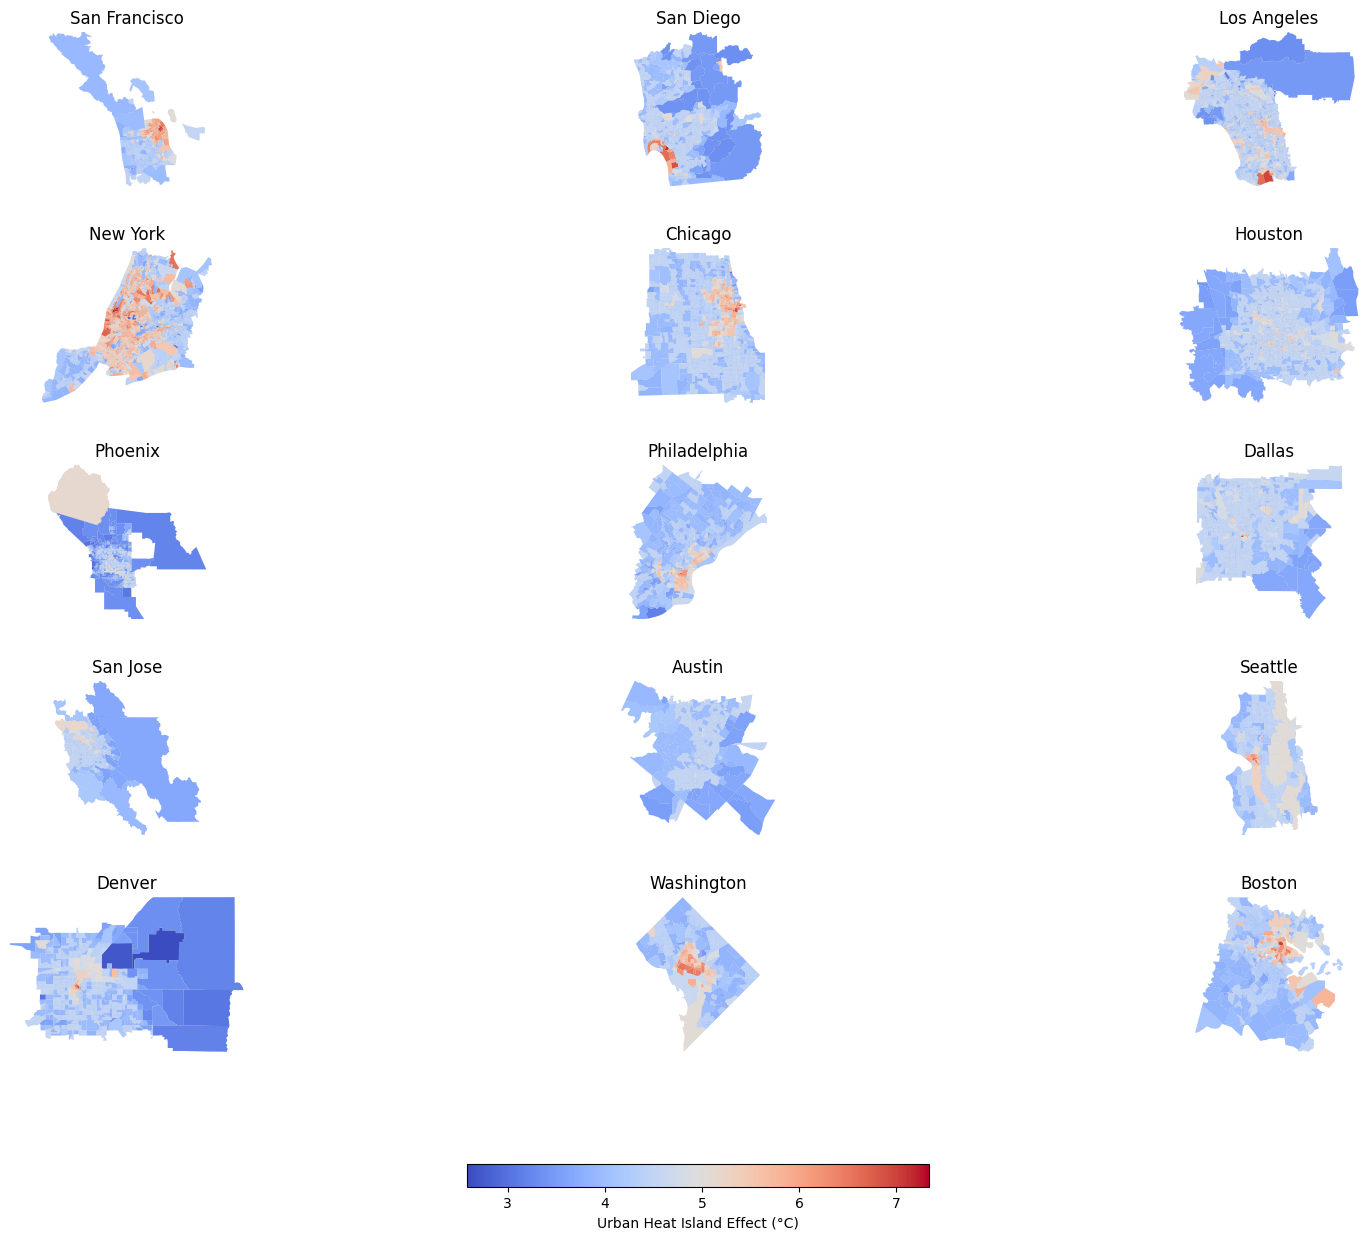 San Francisco
San Diego
Los Angeles
New York
Chicago
Houston
Phoenix
Philadelphia
Dallas
San Jose
Austin
Seattle
Denver
Washington
Boston
3 4 5 6 7
Urban Heat Island Effect (°C)